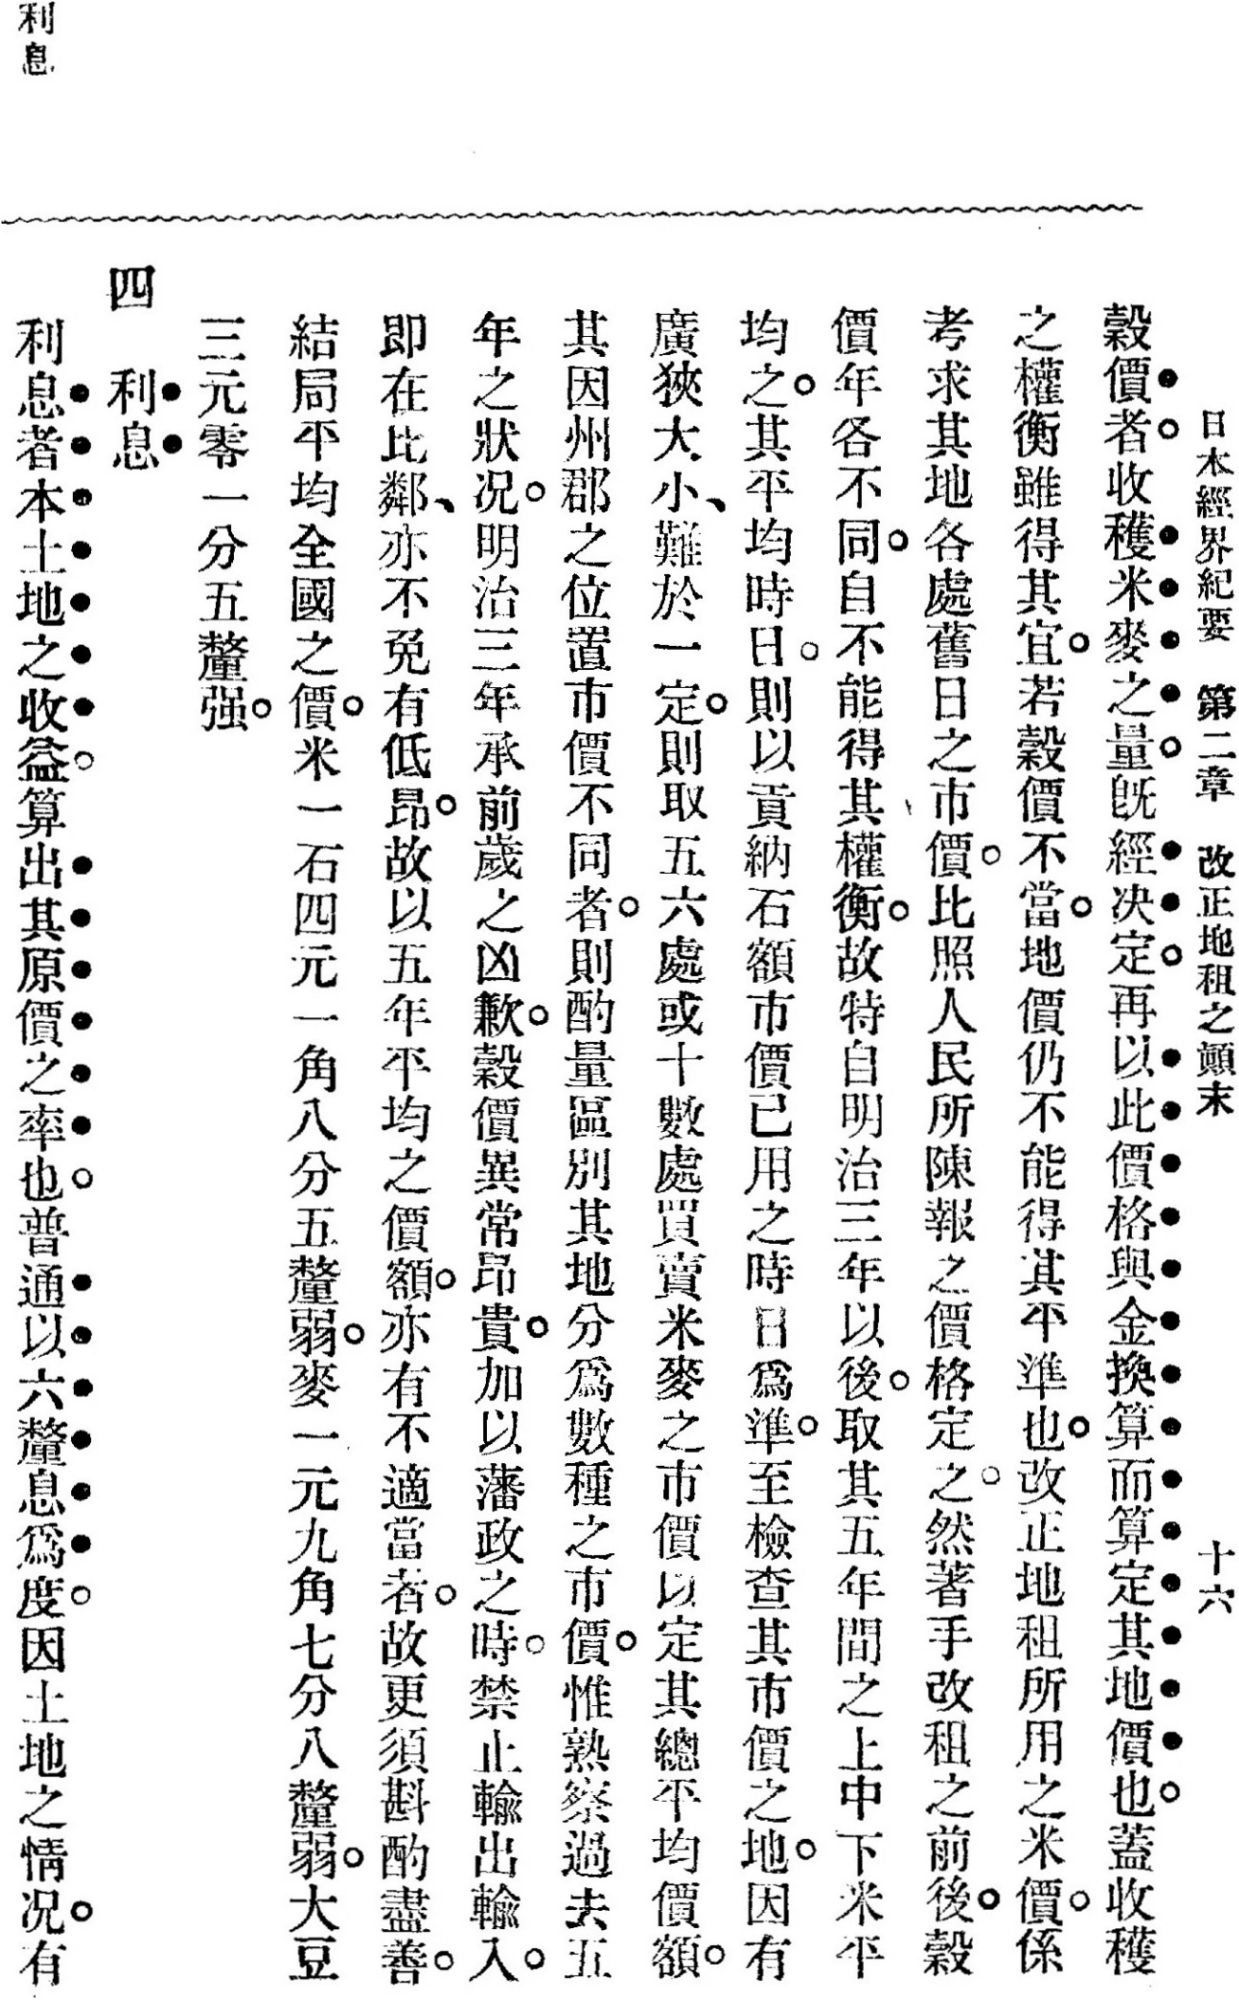 日本經界紀要　第二章　改正地租之顛末　十六
穀價者。收穫米麥之量。旣經決定。再以此價格與金換算而算定其地價也。蓋收穫
之權衡雖得其宜。若穀價不當。地價仍不能得其平準也。改正地租所用之米價。係
考求其地各處舊日之市價。比照人民所陳報之價格定之。然著手改租之前後。穀
價年各不同。自不能得其權衡。故特自明治三年以後。取其五年間之上中下米平
均之。其平均時日。則以貢納石額市價已用之時日爲準。至檢查其市價之地。因有
廣狹大小、難於一定。則取五六處或十數處買賣米麥之市價以定其總平均價額。
其因州郡之位置市價不同者。則酌量區別其地分爲數種之市價。惟熟察過去五
年之狀況。明治三年承前歲之凶歉。穀價異常昂貴。加以藩政之時。禁止輸出輸入。
即在比鄰、亦不免有低昂。故以五年平均之價額。亦有不適當者。故更須斟酌盡善。
結局平均全國之價。米一石四元一角八分五釐弱。麥一元九角七分八釐弱。大豆
三元零一分五釐强。
四　利息
利息者本土地之收益。算出其原價之率也。普通以六釐息爲度。因土地之情況。有
利息